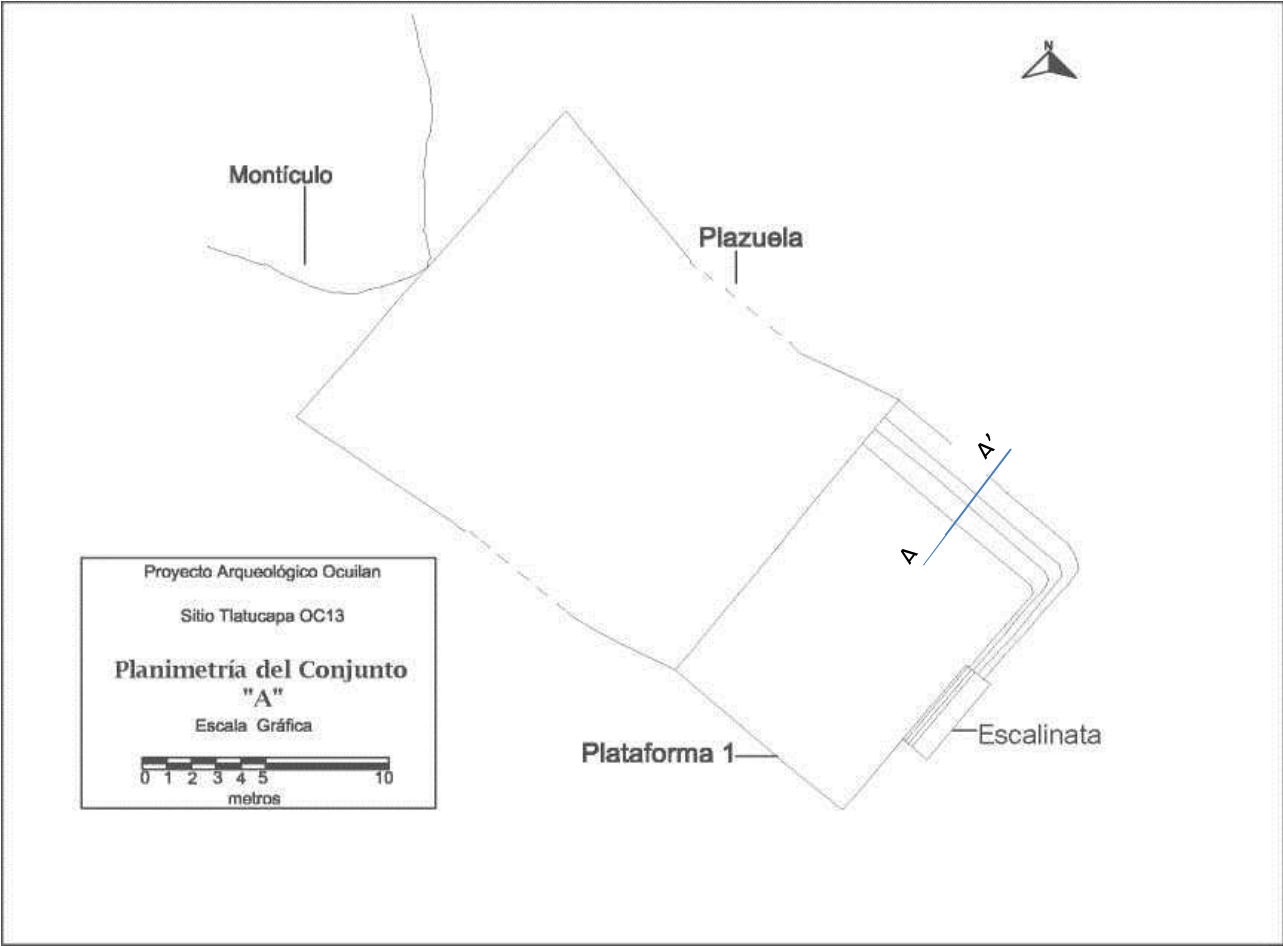 N
Montículo
Plazuela
A'
A
Proyecto Arqueológico Ocuilan
Sitio Tlatucapa OC13
Planimetría del Conjunto
"A"
Escala Gráfica
0 1 2 3 4 5 10
metros
Plataforma 1
Escalinata